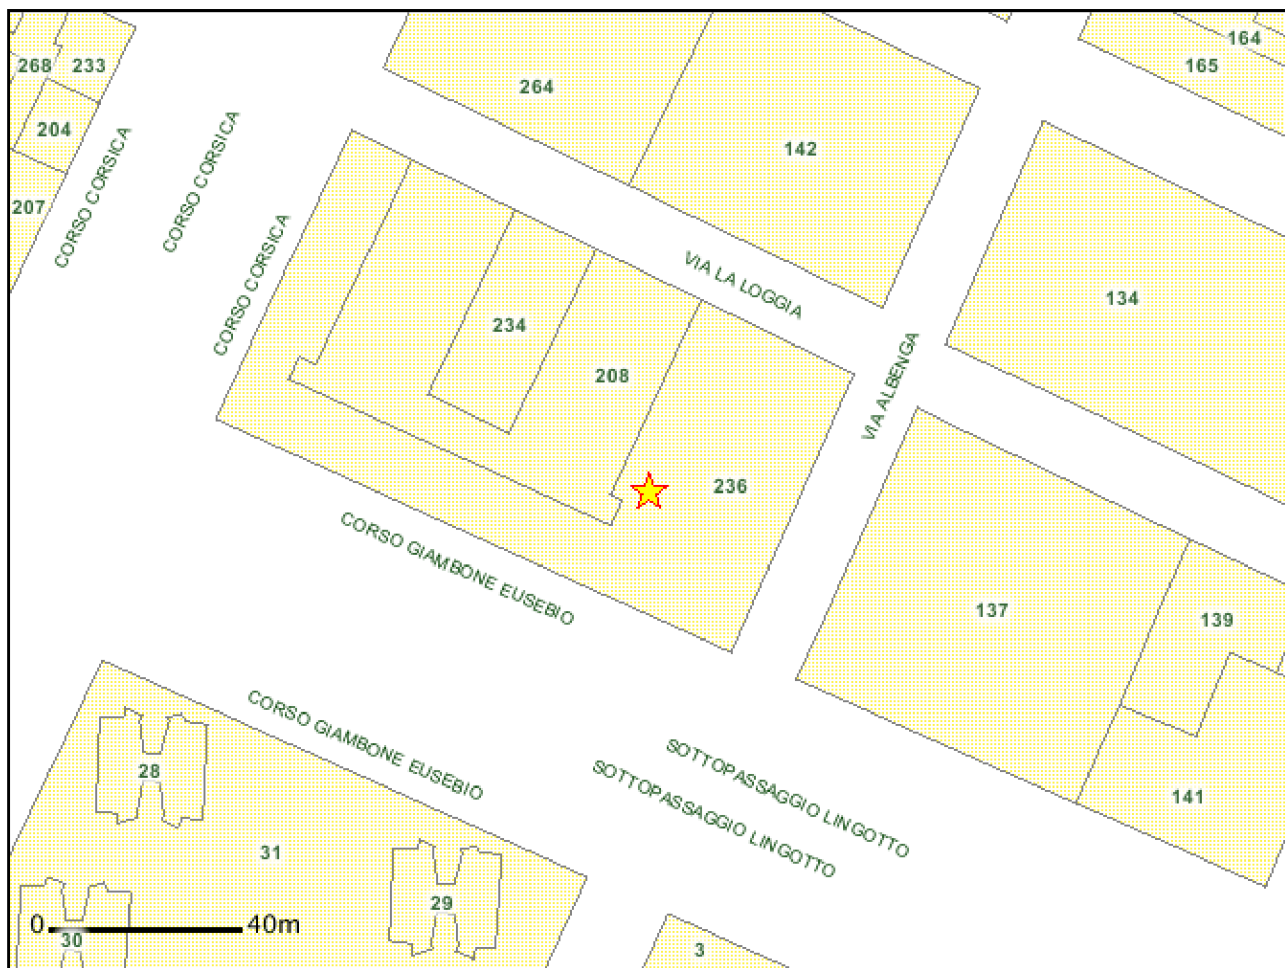 164
165
268
233
264
204
142
CORSO CORSICA
CORSO CORSICA
207
CORSO CORSICA
VIA LA LOGGIA
134
234
208
VIA ALBENGA
236
CORSO GIAMBONE EUSEBIO
137
139
CORSO GIAMBONE EUSEBIO
28
SOTTOPASSAGGIO LINGOTTO
SOTTOPASSAGGIO LINGOTTO
141
31
29
0 40m
30
3